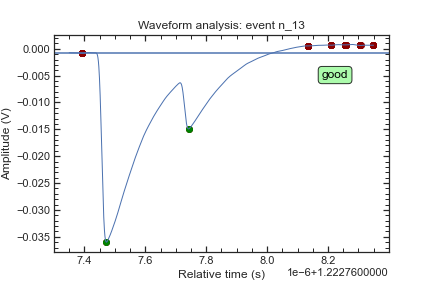 Waveform analysis: event n_13
0.000
−0.005
−0.010
−0.015
−0.020
−0.025
−0.030
−0.035
Amplitude (V)
good
7.4 7.6 7.8 8.0 8.2
1e−6+1.2227600000
Relative time (s)